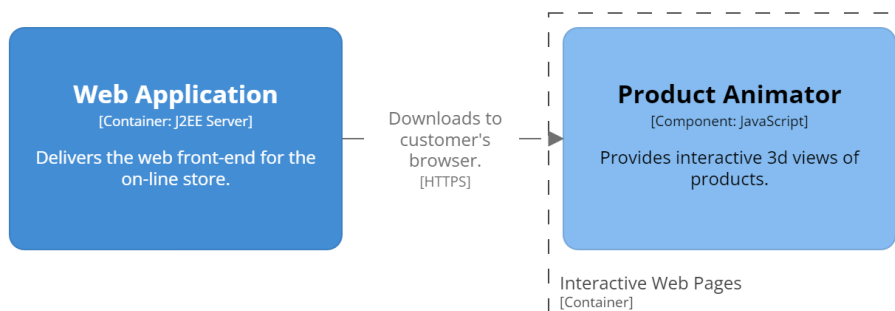 Web Application
[Container: J2EE Server]
Delivers the web front-end for the
on-line store.
Downloads to
customer's
browser.
[HTTPS]
Product Animator
[Component: JavaScript]
Provides interactive 3d views of
products.
Interactive Web Pages
[Container]